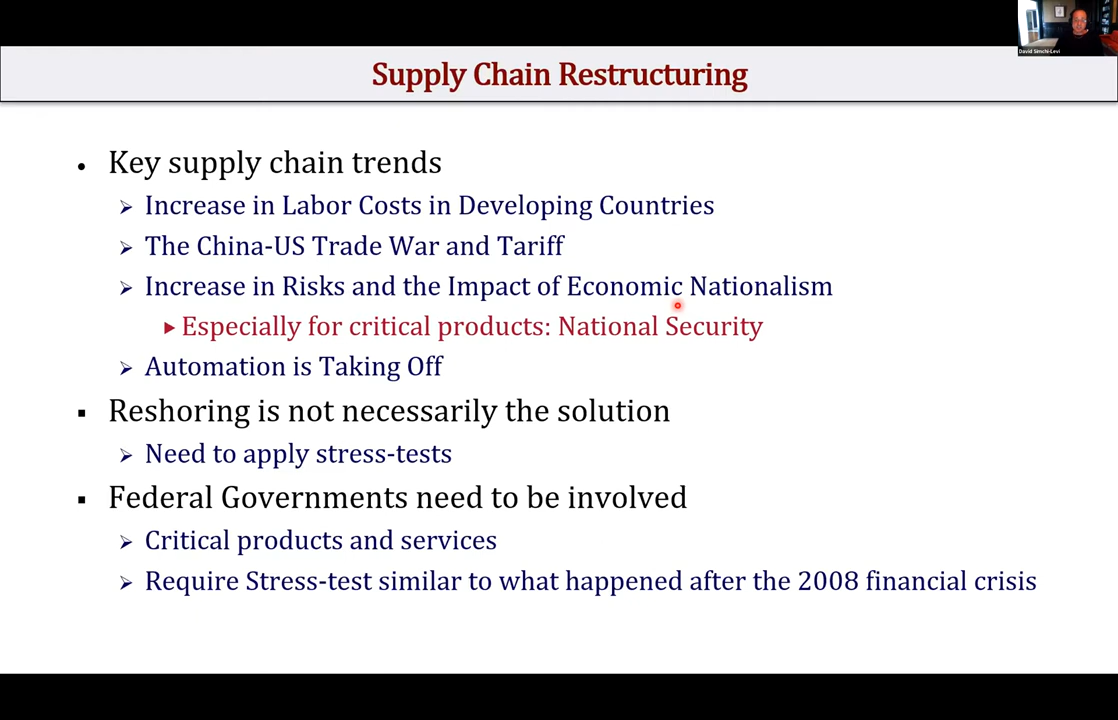 David Simchi-Levi
Supply Chain Restructuring
• Key supply chain trends
➢ Increase in Labor Costs in Developing Countries
➢ The China-US Trade War and Tariff
➢ Increase in Risks and the Impact of Economic Nationalism
▶ Especially for critical products: National Security
➢ Automation is Taking Off
▪ Reshoring is not necessarily the solution
➢ Need to apply stress-tests
▪ Federal Governments need to be involved
➢ Critical products and services
➢ Require Stress-test similar to what happened after the 2008 financial crisis